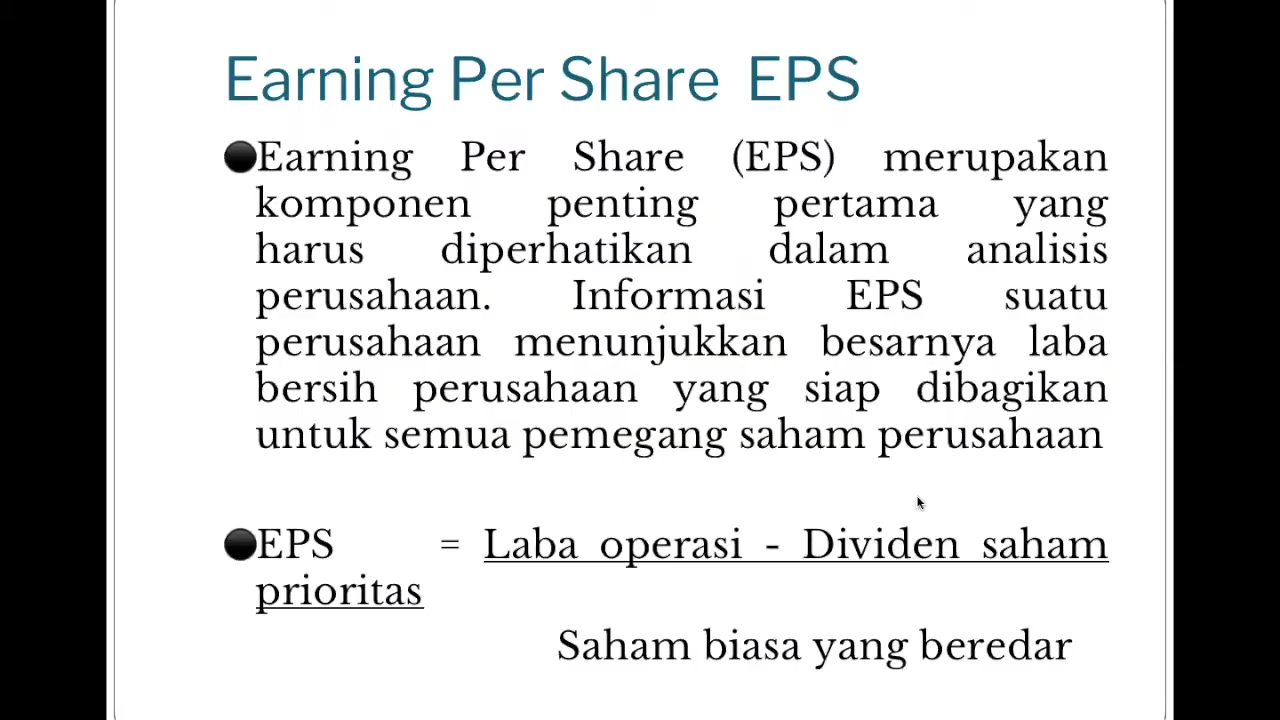 Earning Per Share EPS
●Earning Per Share (EPS) merupakan
komponen penting pertama yang
harus diperhatikan dalam analisis
perusahaan. Informasi EPS suatu
perusahaan menunjukkan besarnya laba
bersih perusahaan yang siap dibagikan
untuk semua pemegang saham perusahaan
●EPS = Laba operasi - Dividen saham
prioritas
Saham biasa yang beredar